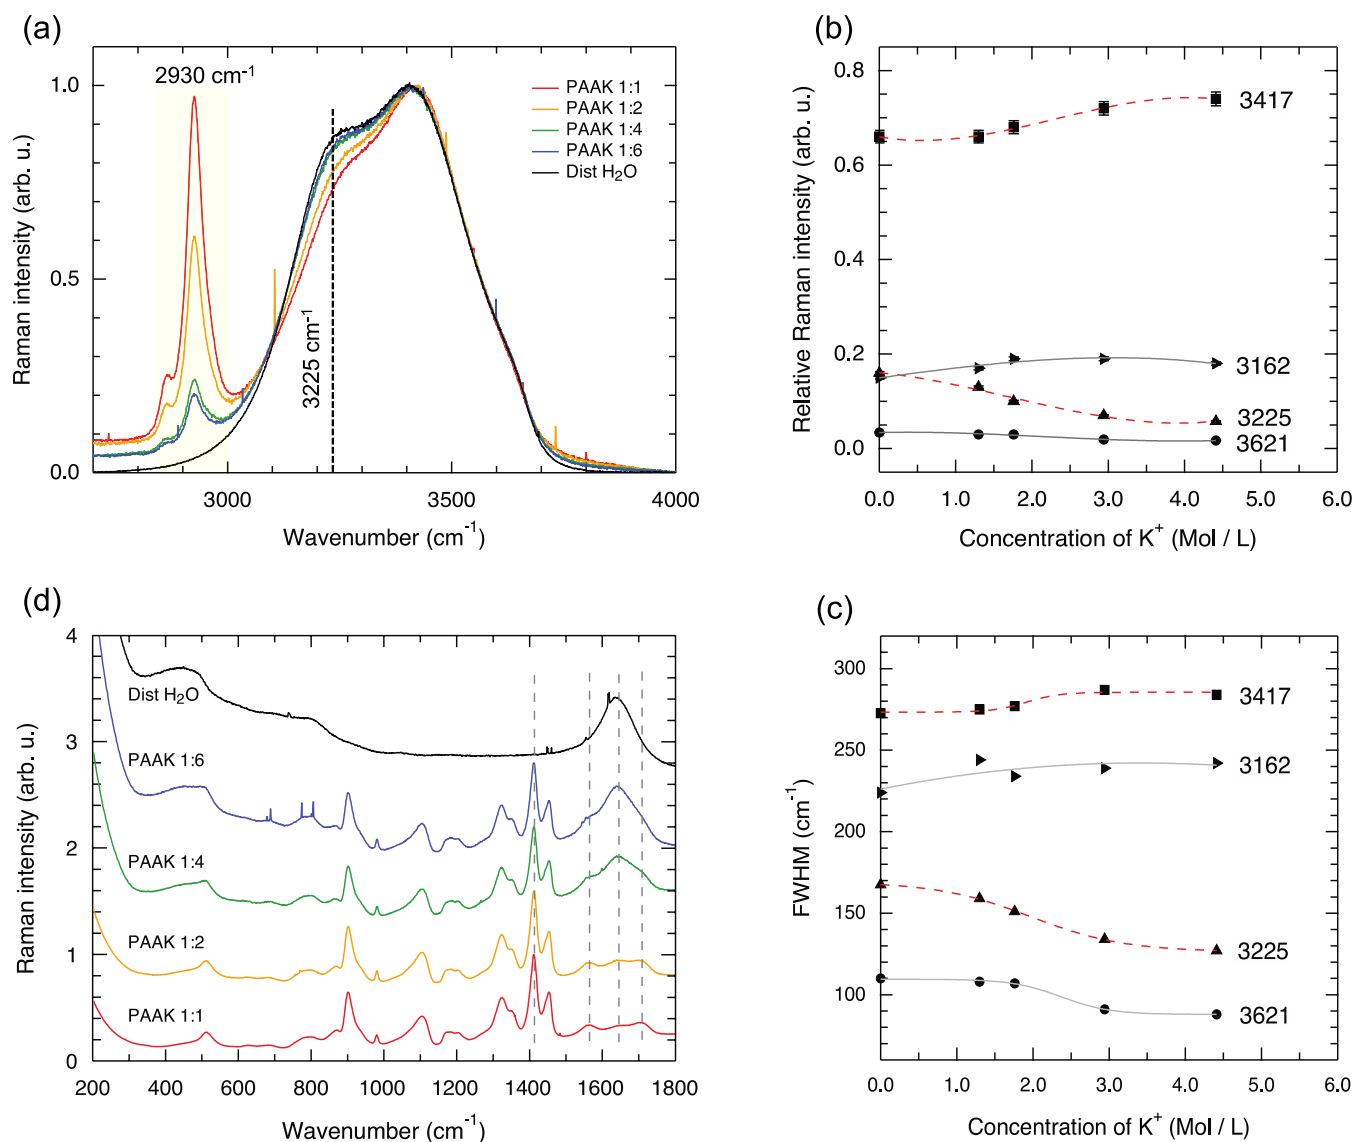 (a)
2930 cm-1
1.0
0.5
0.0
Raman intensity (arb. u.)
PAAK 1:1
PAAK 1:2
PAAK 1:4
PAAK 1:6
Dist H2O
3225 cm-1
3000
3500
4000
Wavenumber (cm-1)
(b)
0.8
0.6
0.4
0.2
0.0
Relative Raman intensity (arb. u.)
3417
3162
3225
3621
0.0 1.0 2.0 3.0 4.0 5.0 6.0
Concentration of K+ (Mol / L)
(d)
4
3
2
1
0
Raman intensity (arb. u.)
Dist H2O
PAAK 1:6
PAAK 1:4
PAAK 1:2
PAAK 1:1
200 400 600 800 1000 1200 1400 1600 1800
Wavenumber (cm-1)
(c)
300
250
200
150
100
FWHM (cm-1)
3417
3162
3225
3621
0.0 1.0 2.0 3.0 4.0 5.0 6.0
Concentration of K+ (Mol / L)